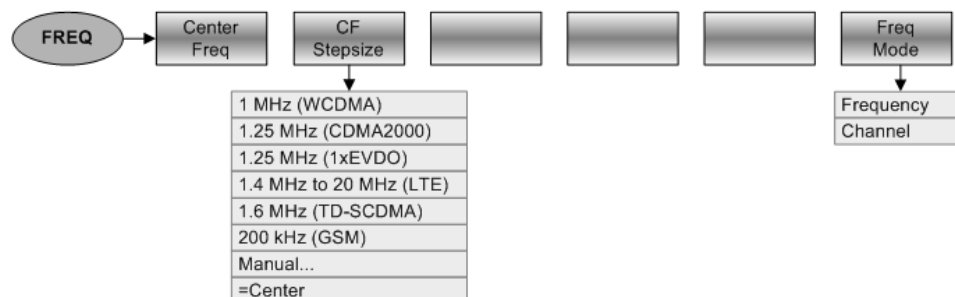 FREQ
Center
Freq
CF
Stepsize
Freq
Mode
1 MHz (WCDMA)
1.25 MHz (CDMA2000)
1.25 MHz (1xEVDO)
1.4 MHz to 20 MHz (LTE)
1.6 MHz (TD-SCDMA)
200 kHz (GSM)
Manual...
=Center
Frequency
Channel